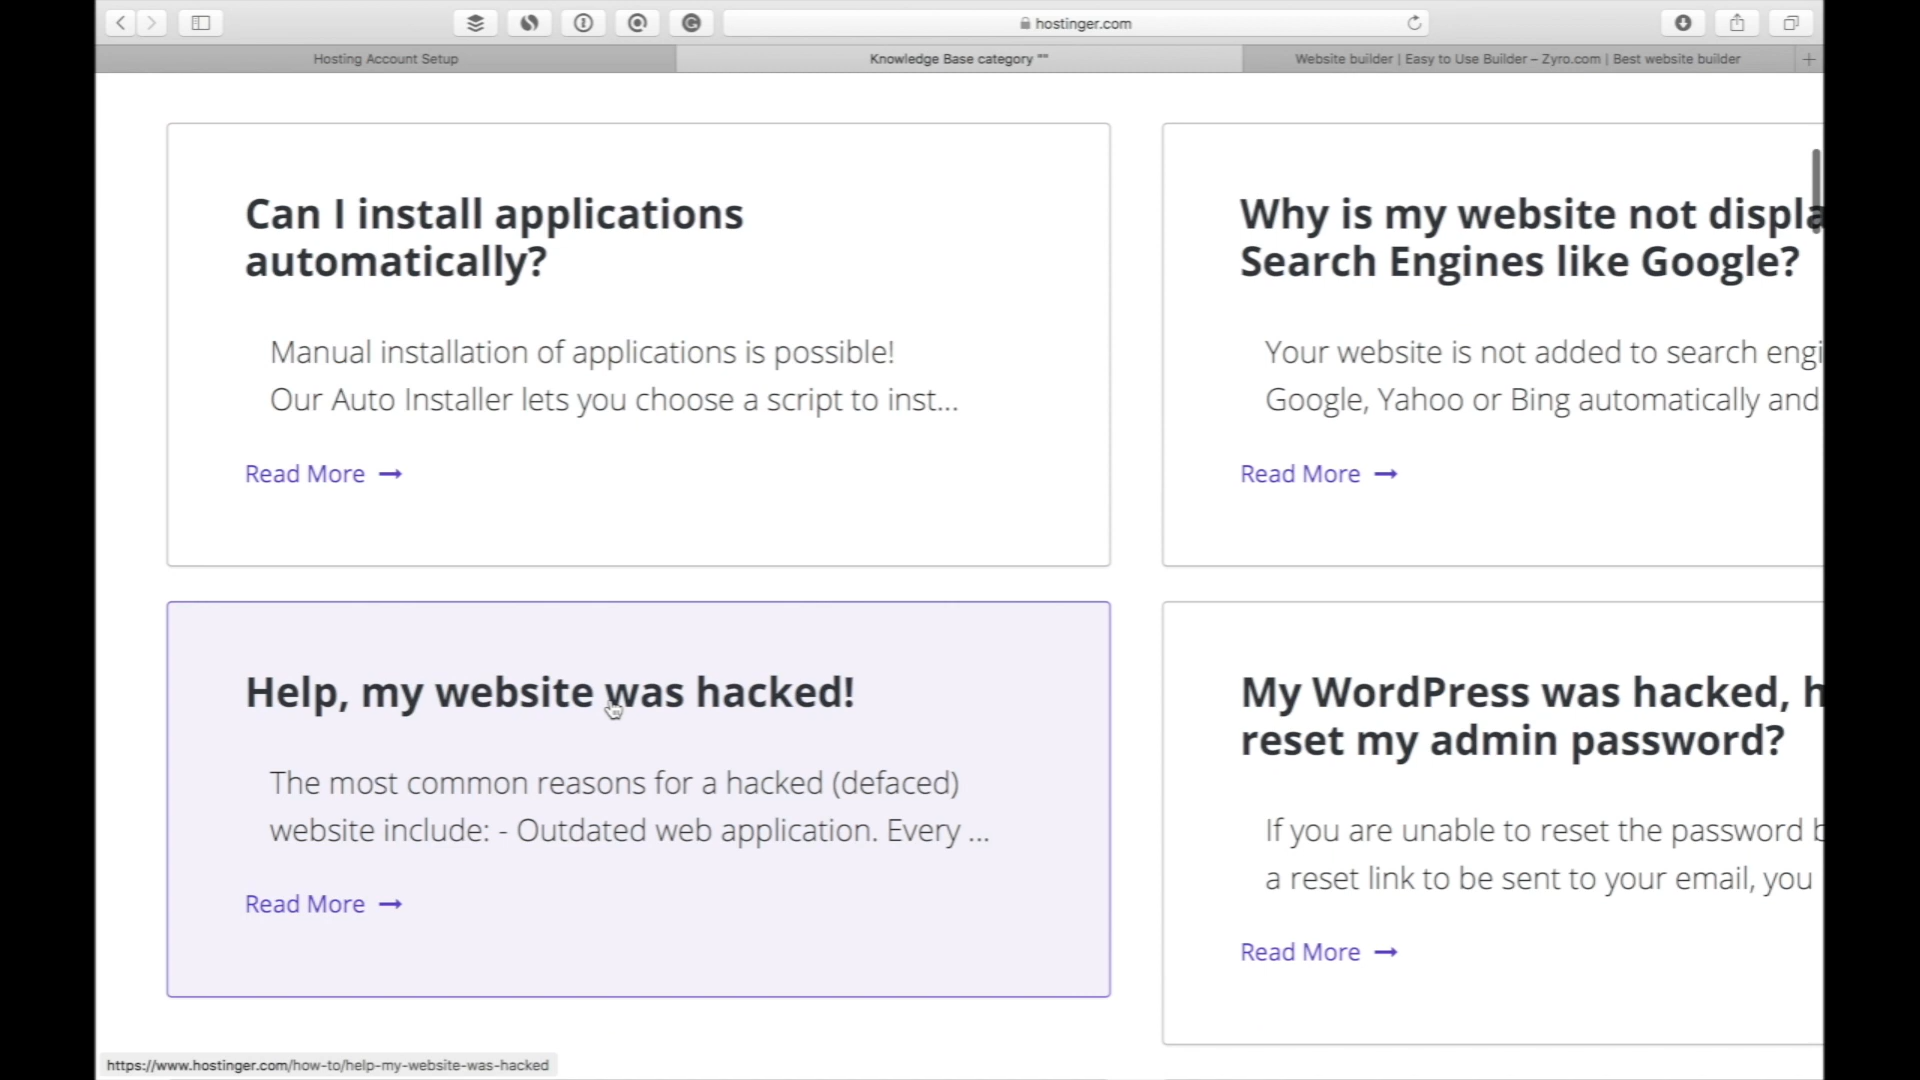 hostinger.com
Hosting Account Setup
Knowledge Base category ""
Website builder | Easy to Use Builder – Zyro.com | Best website builder
Can I install applications
automatically?
Manual installation of applications is possible!
Our Auto Installer lets you choose a script to inst...
Read More
Why is my website not displa
Search Engines like Google?
Your website is not added to search engi
Google, Yahoo or Bing automatically and
Read More
Help, my website was hacked!
The most common reasons for a hacked (defaced)
website include: - Outdated web application. Every ...
Read More
My WordPress was hacked, h
reset my admin password?
If you are unable to reset the password b
a reset link to be sent to your email, you
Read More
https://www.hostinger.com/how-to/help-my-website-was-hacked